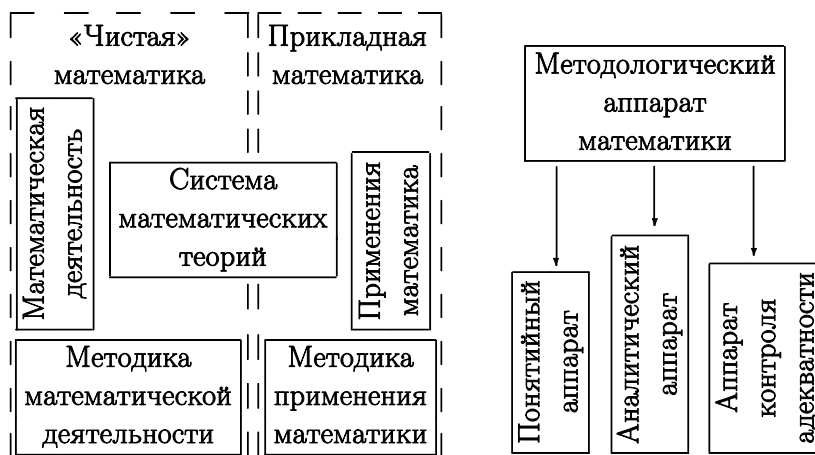 «Чистая»
математика
Прикладная
математика
Математическая
деятельность
Система
математических
теорий
Применения
математика
Методика
математической
деятельности
Методика
применения
математики
Методологический
аппарат
математики
Понятийный
аппарат
Аналитический
аппарат
Аппарат
контроля
адекватности